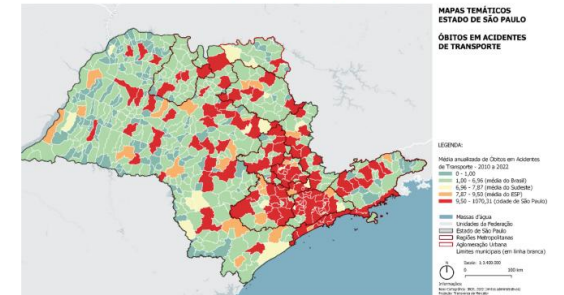 MAPAS TEMÁTICOS
ESTADO DE SÃO PAULO
ÓBITOS EM ACIDENTES
DE TRANSPORTE
LEGENDA:
Média anualizada de Óbitos em Acidentes
de Transporte - 2010 a 2022
0 - 1,00
1,00 - 6,96 (média do Brasil)
6,96 - 7,87 (média do Sudeste)
7,87 - 9,50 (média do ESP)
9,50 - 1070,31 (cidade de São Paulo)
Massas d'água
Unidades da Federação
Estado de São Paulo
Regiões Metropolitanas
Aglomeração Urbana
Limites municipais (em linha branca)
N
0
Informações: